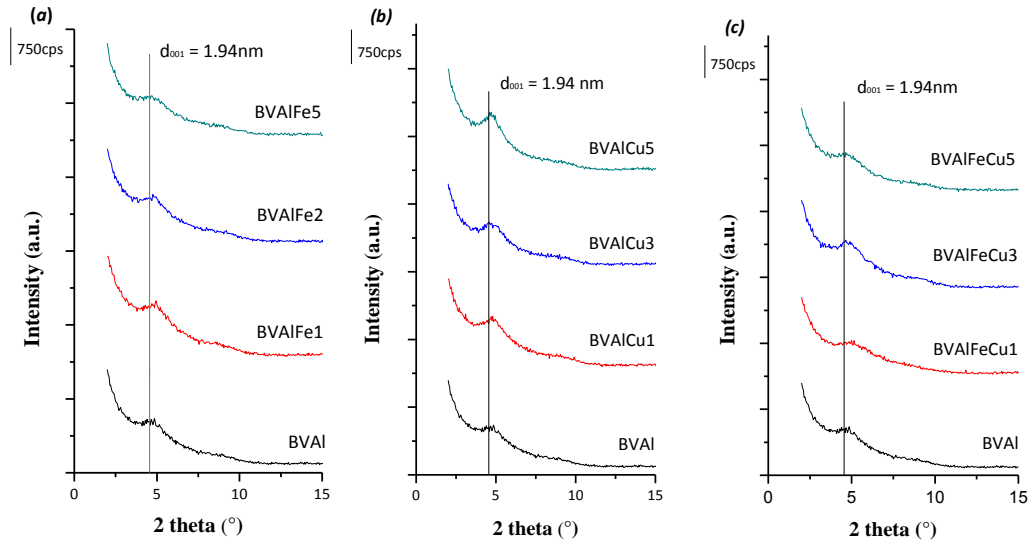 (a)
750cps
d001 = 1.94nm
BVAlFe5
BVAlFe2
BVAlFe1
BVAl
Intensity (a.u.)
0 5 10 15
2 theta (°)
(b)
750cps
d001 = 1.94 nm
BVAlCu5
BVAlCu3
BVAlCu1
BVAl
Intensity (a.u.)
0 5 10 15
2 theta (°)
(c)
750cps
d001 = 1.94nm
BVAlFeCu5
BVAlFeCu3
BVAlFeCu1
BVAl
Intensity (a.u.)
0 5 10 15
2 theta (°)